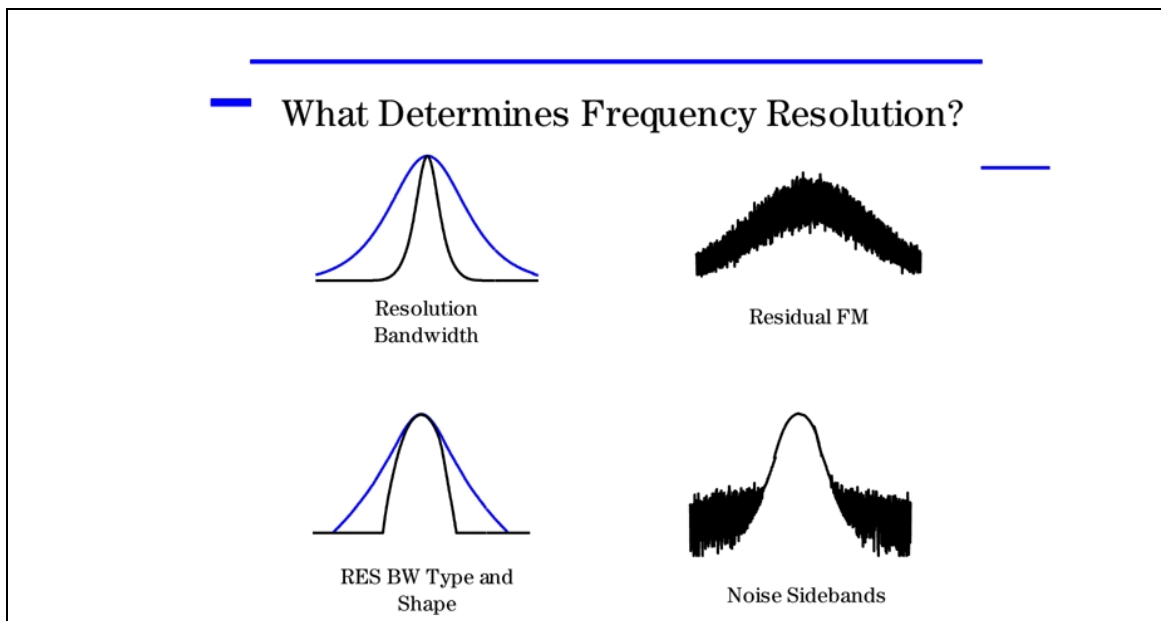 What Determines Frequency Resolution?
Resolution
Bandwidth
Residual FM
RES BW Type and
Shape
Noise Sidebands